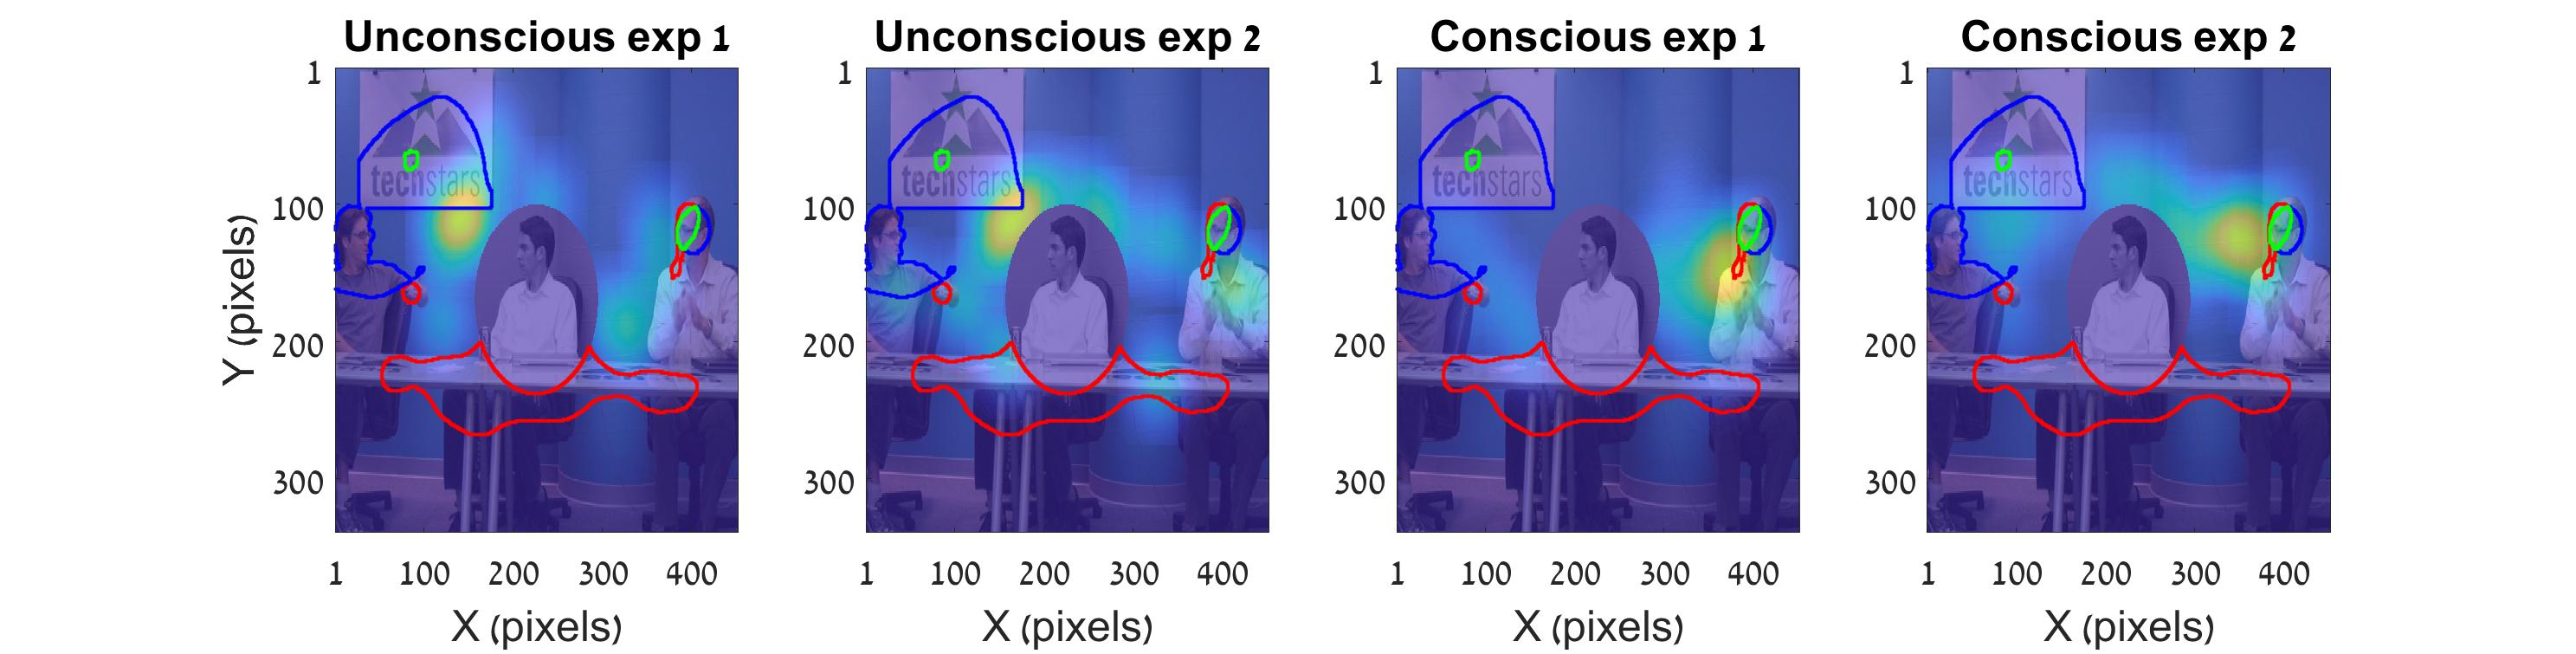 Unconscious exp 1
Unconscious exp 2
Conscious exp 1
Conscious exp 2
Y (pixels)
1
100
200
300
techstars
1 100 200 300 400
X (pixels)
1
100
200
300
techstars
1 100 200 300 400
X (pixels)
1
100
200
300
techstars
1 100 200 300 400
X (pixels)
1
100
200
300
techstars
1 100 200 300 400
X (pixels)